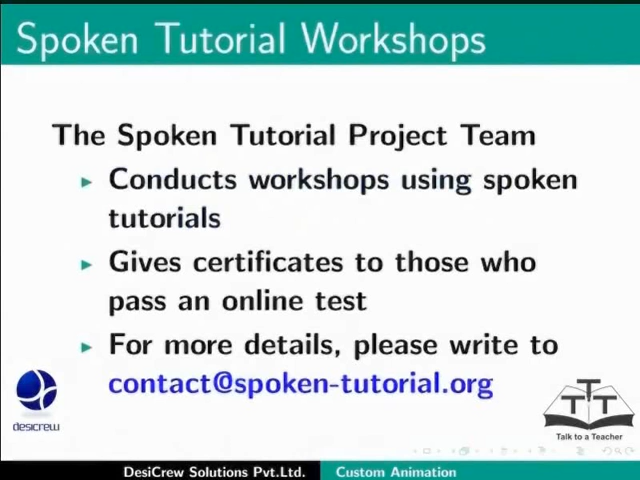 Spoken Tutorial Workshops
The Spoken Tutorial Project Team
Conducts workshops using spoken
tutorials
Gives certificates to those who
pass an online test
For more details, please write to
contact@spoken-tutorial.org
desicrew
TTT
Talk to a Teacher
DesiCrew Solutions Pvt.Ltd. Custom Animation